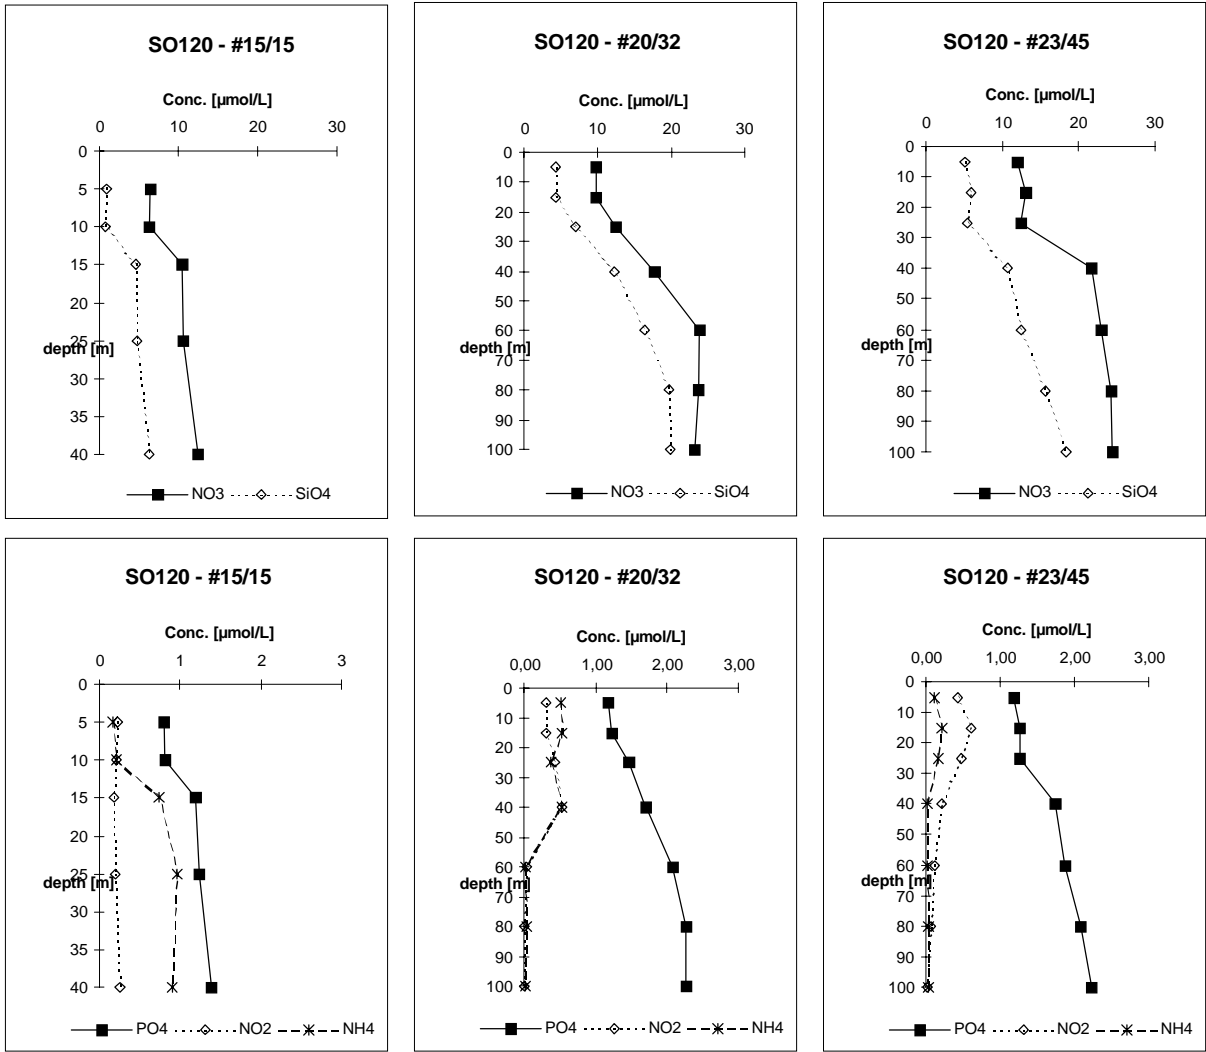 SO120 - #15/15
Conc. [µmol/L]
0 10 20 30
0
5
10
15
20
25
depth [m]
30
35
40
NO3 SiO4
SO120 - #20/32
Conc. [µmol/L]
0 10 20 30
0
10
20
30
40
50
60
depth [m]
70
80
90
100
NO3 SiO4
SO120 - #23/45
Conc. [µmol/L]
0 10 20 30
0
10
20
30
40
50
60
depth [m]
70
80
90
100
NO3 SiO4
SO120 - #15/15
Conc. [µmol/L]
0 1 2 3
0
5
10
15
20
25
depth [m]
30
35
40
PO4 NO2 NH4
SO120 - #20/32
Conc. [µmol/L]
0,00 1,00 2,00 3,00
0
10
20
30
40
50
60
depth [m]
70
80
90
100
PO4 NO2 NH4
SO120 - #23/45
Conc. [µmol/L]
0,00 1,00 2,00 3,00
0
10
20
30
40
50
60
depth [m]
70
80
90
100
PO4 NO2 NH4